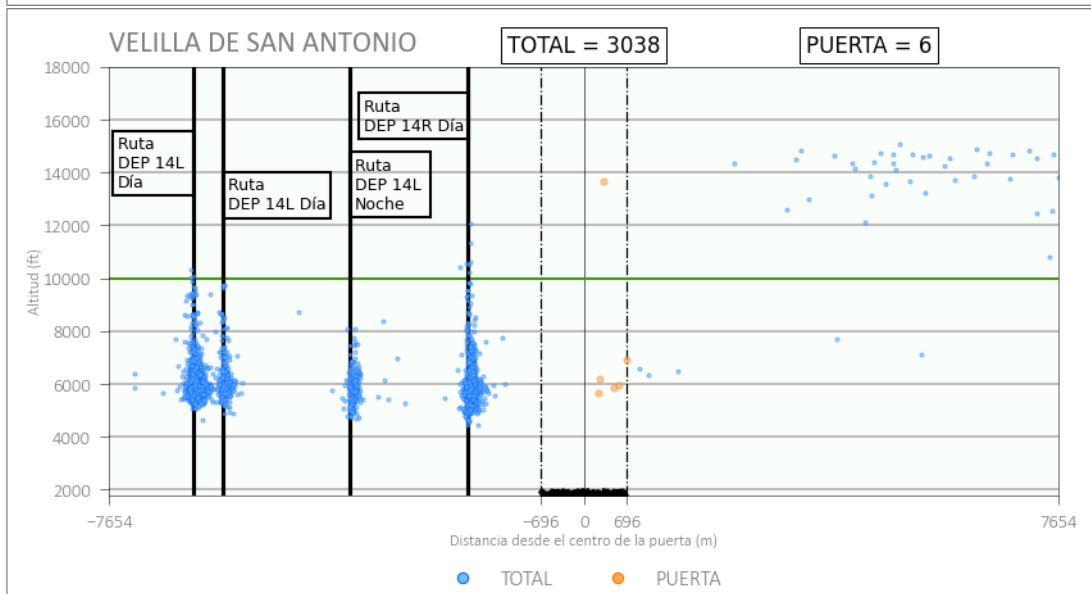 VELILLA DE SAN ANTONIO
TOTAL = 3038
PUERTA = 6
Altitud (ft)
18000
16000
14000
12000
10000
8000
6000
4000
2000
Ruta
DEP 14L
Día
Ruta
DEP 14L Día
Ruta
DEP 14L
Noche
Ruta
DEP 14R Día
−7654
−696
0
696
7654
Distancia desde el centro de la puerta (m)
TOTAL
PUERTA